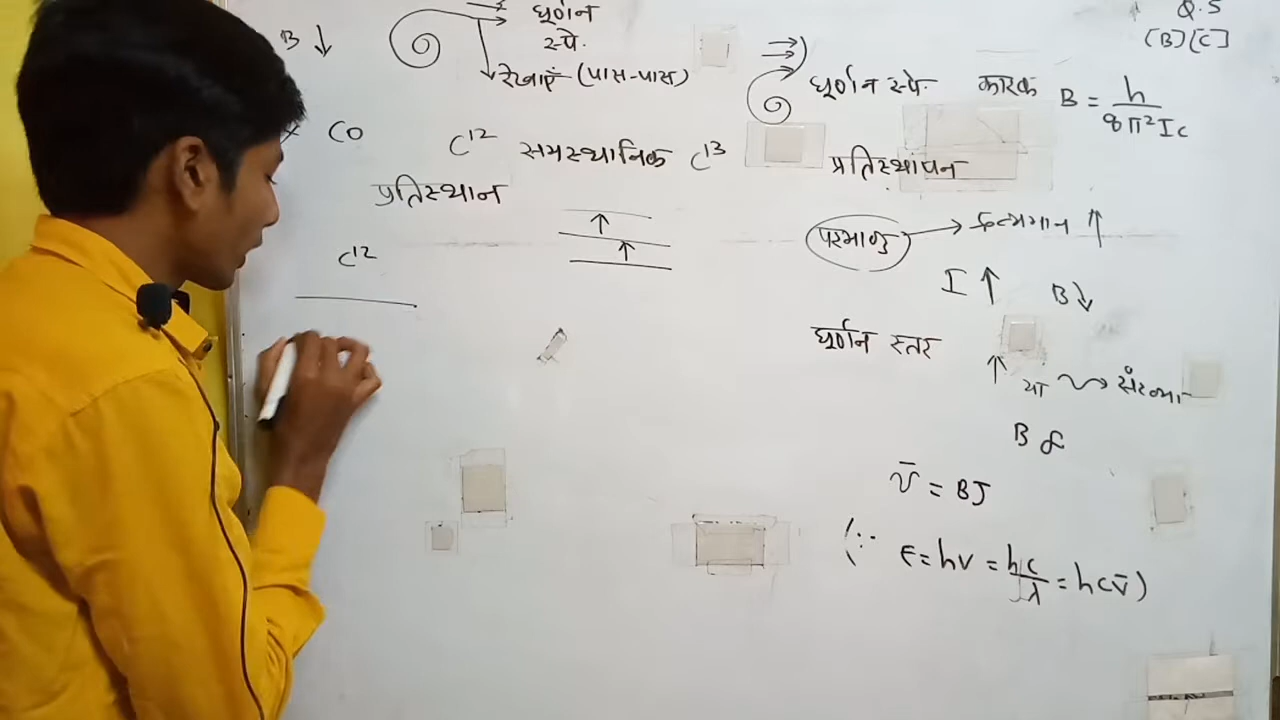 घूर्णन
स्पे.
B ↓
रेखाएँ (पास-पास)
Q.5
(B)[C]
घूर्णन स्पे. कारक B = h / 8π²Ic
CO
C¹² समस्थानिक C¹³
प्रतिस्थापन
प्रतिस्थान
परमाणु → द्रव्यमान ↑
C¹²
I ↑ B↓
घूर्णन स्तर
↑ या
B ∝
ν̄ = BJ
(∵ E = hν = hc/λ = hcν̄)